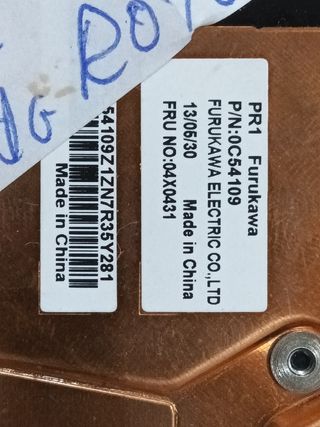 PR1 Furukawa
P/N:0C54109
FURUKAWA ELECTRIC CO.,LTD
13/05/30 Made in China
FRU NO:04X0431
54109Z1ZN7R35Y281
Made in China